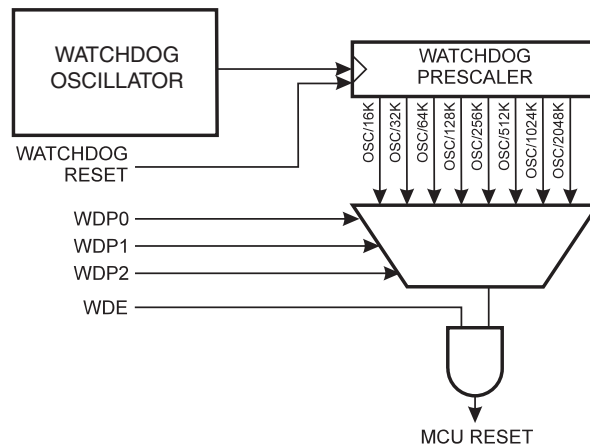 WATCHDOG
OSCILLATOR
WATCHDOG
PRESCALER
WATCHDOG
RESET
OSC/16K
OSC/32K
OSC/64K
OSC/128K
OSC/256K
OSC/512K
OSC/1024K
OSC/2048K
WDP0
WDP1
WDP2
WDE
MCU RESET